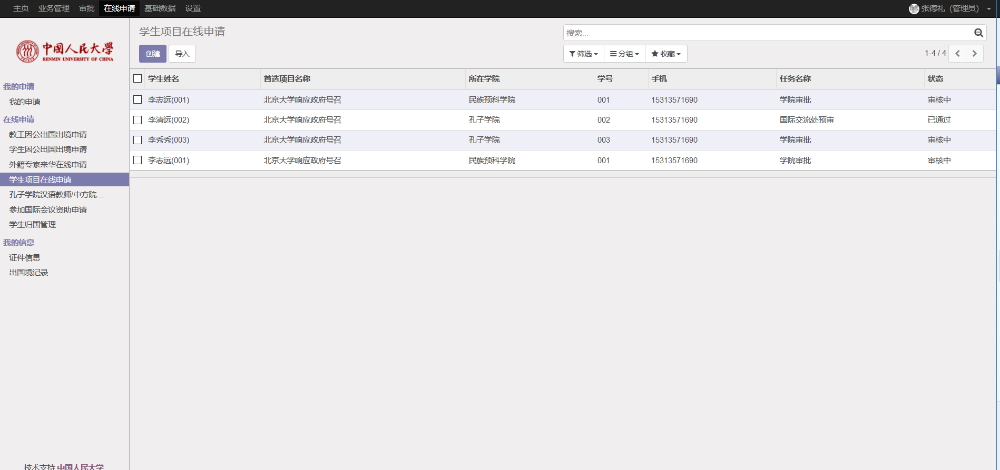 主页 业务管理 审批 在线申请 基础数据 设置 张德礼（管理员）
中国人民大学
RENMIN UNIVERSITY OF CHINA
我的申请
我的申请
在线申请
教工因公出国出境申请
学生因公出国出境申请
外籍专家来华在线申请
学生项目在线申请
孔子学院汉语教师/中方院...
参加国际会议资助申请
学生归国管理
我的信息
证件信息
出国境记录
技术支持 中国人民大学
学生项目在线申请
搜索...
创建 导入 筛选 分组 收藏 1-4 / 4
学生姓名 首选项目名称 所在学院 学号 手机 任务名称 状态
李志远(001) 北京大学响应政府号召 民族预科学院 001 15313571690 学院审批 审核中
李清远(002) 北京大学响应政府号召 孔子学院 002 15313571690 国际交流处预审 已通过
李秀秀(003) 北京大学响应政府号召 孔子学院 003 15313571690 学院审批 审核中
李志远(001) 北京大学响应政府号召 民族预科学院 001 15313571690 学院审批 审核中